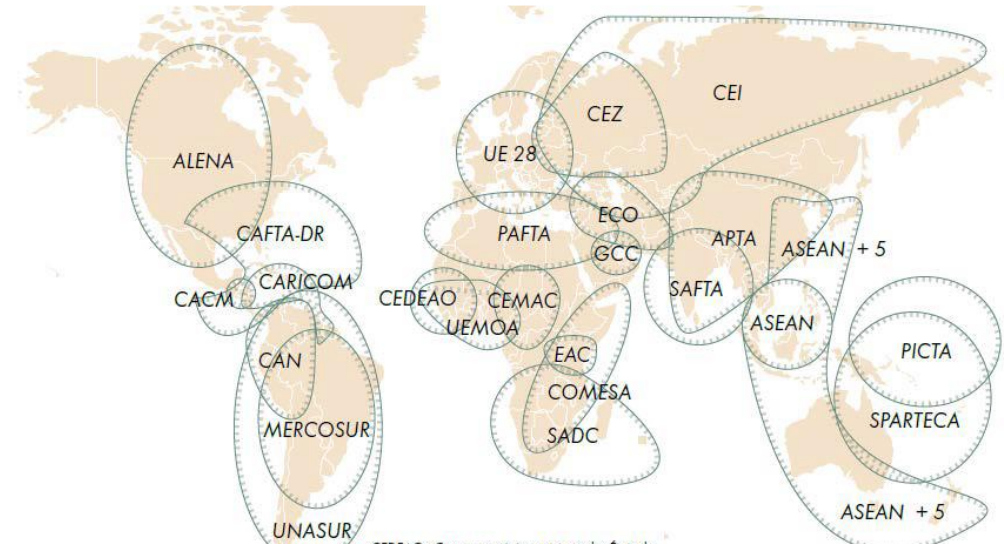 CEI
CEZ
UE 28
ALENA
ECO
CAFTA-DR
PAFTA
APTA
ASEAN + 5
GCC
CARICOM
SAFTA
CACM
CEDEAO
CEMAC
UEMOA
ASEAN
EAC
PICTA
CAN
COMESA
SPARTECA
MERCOSUR
SADC
ASEAN + 5
UNASUR